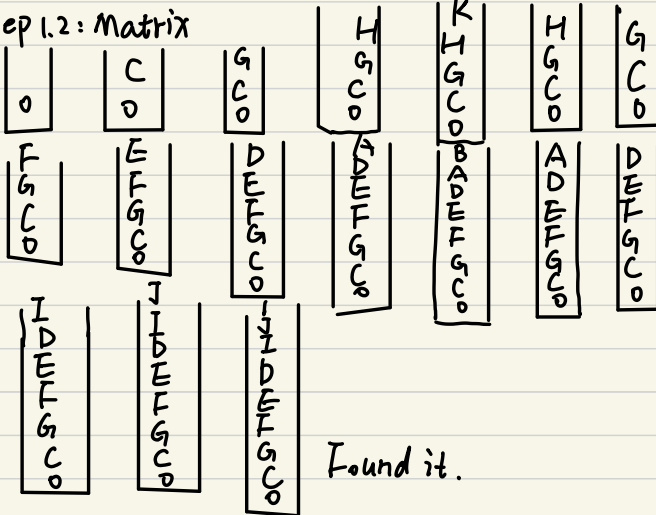 ep 1.2: Matrix
O
C O
G C O
H G C O
K H G C O
H G C O
G C O
F G C O
E F G C O
D E F G C O
A D E F G C O
B A D E F G C O
A D E F G C O
D E F G C O
I D E F G C O
J I D E F G C O
J I D E F G C O
Found it.